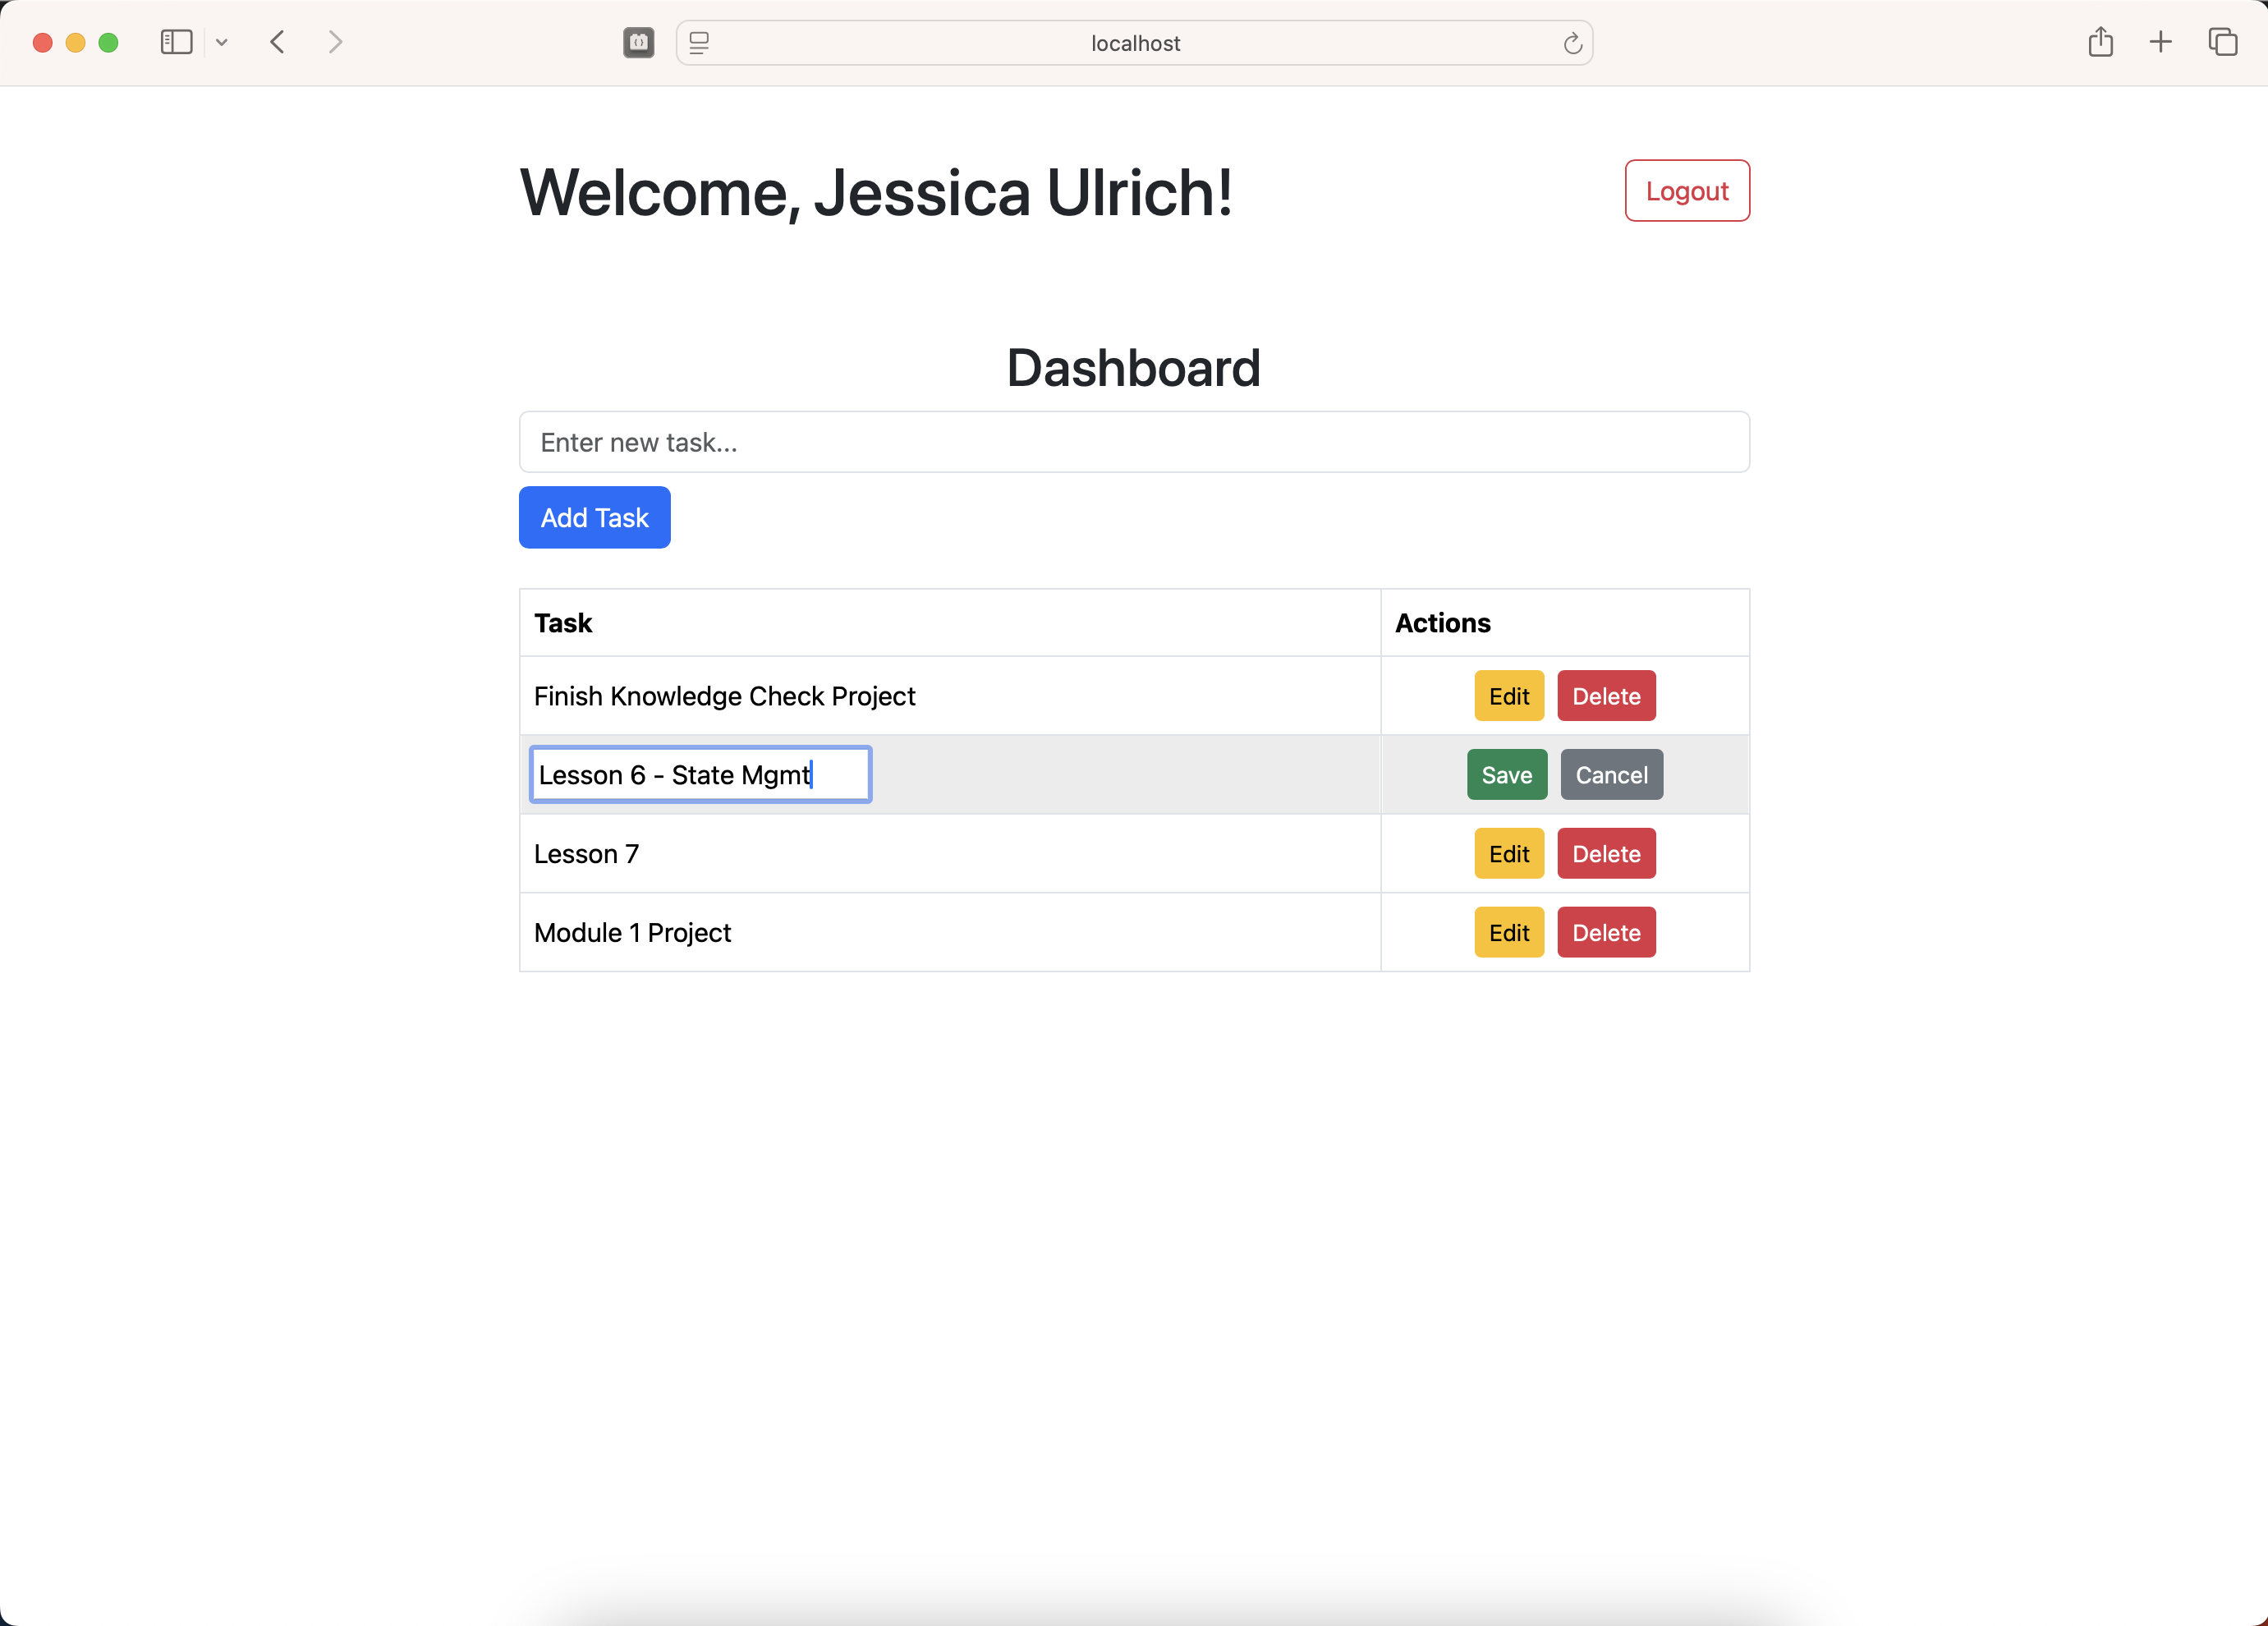 localhost
Welcome, Jessica Ulrich!
Logout
Dashboard
Enter new task...
Add Task
Task Actions
Finish Knowledge Check Project Edit Delete
Lesson 6 - State Mgmt Save Cancel
Lesson 7 Edit Delete
Module 1 Project Edit Delete